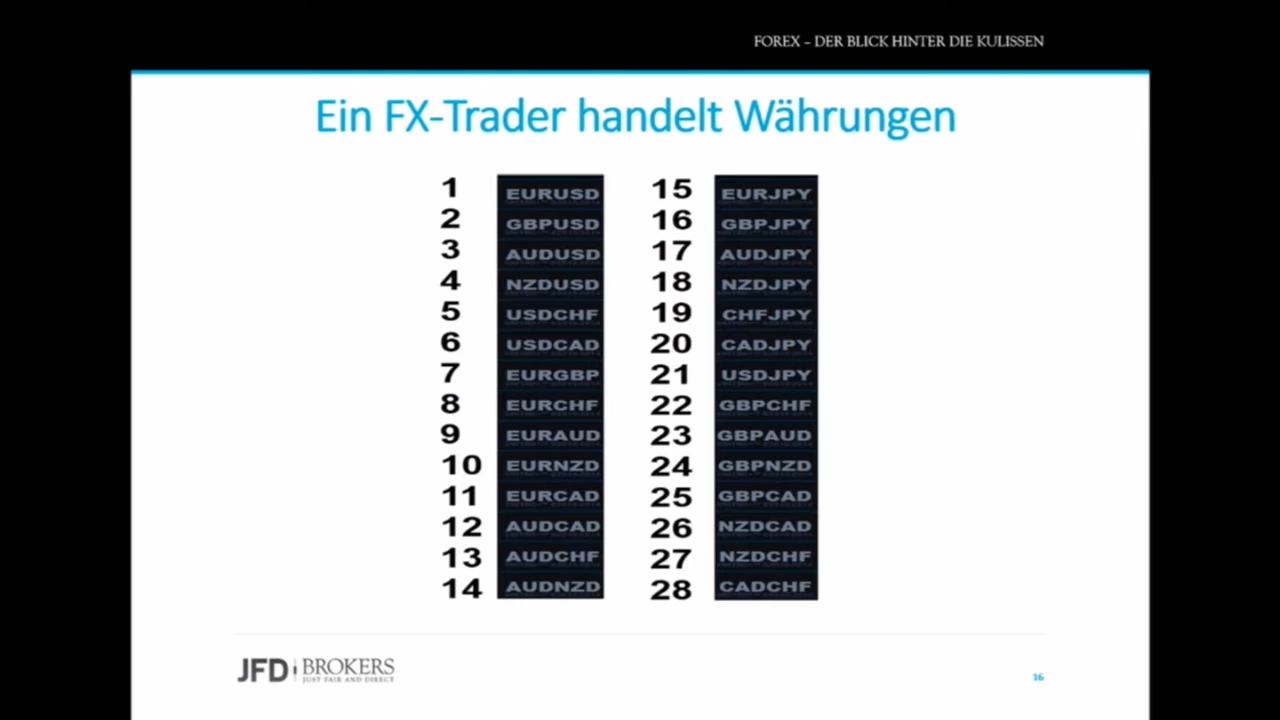 FOREX – DER BLICK HINTER DIE KULISSEN
Ein FX-Trader handelt Währungen
1 EURUSD
2 GBPUSD
3 AUDUSD
4 NZDUSD
5 USDCHF
6 USDCAD
7 EURGBP
8 EURCHF
9 EURAUD
10 EURNZD
11 EURCAD
12 AUDCAD
13 AUDCHF
14 AUDNZD
15 EURJPY
16 GBPJPY
17 AUDJPY
18 NZDJPY
19 CHFJPY
20 CADJPY
21 USDJPY
22 GBPCHF
23 GBPAUD
24 GBPNZD
25 GBPCAD
26 NZDCAD
27 NZDCHF
28 CADCHF
JFD BROKERS
JUST FAIR AND DIRECT
16